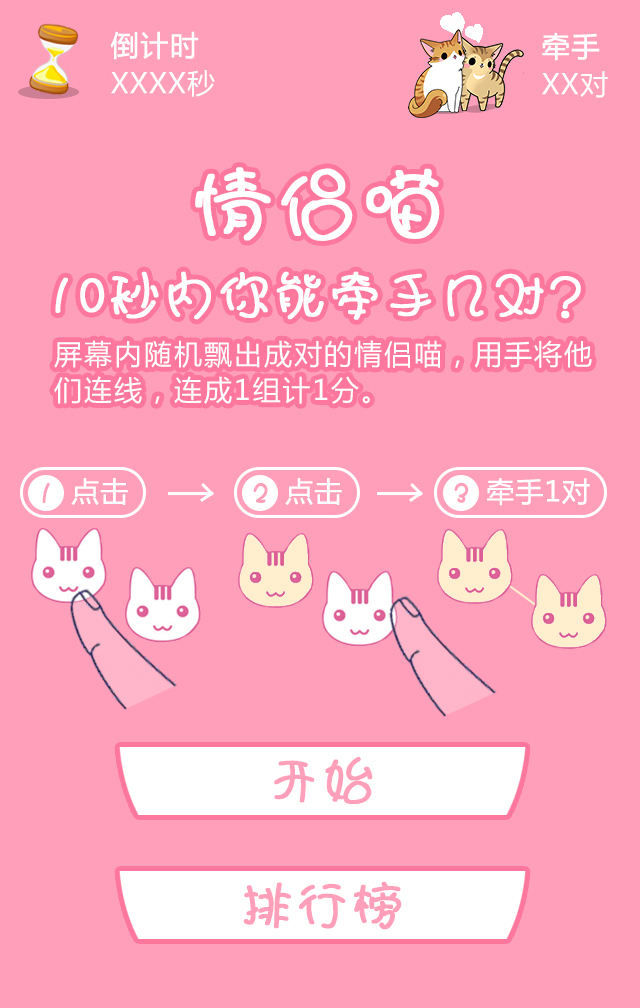 倒计时
XXXX秒
牵手
XX对
情侣喵
10秒内你能牵手几对?
屏幕内随机飘出成对的情侣喵，用手将他
们连线，连成1组计1分。
1 点击
2 点击
3 牵手1对
开始
排行榜